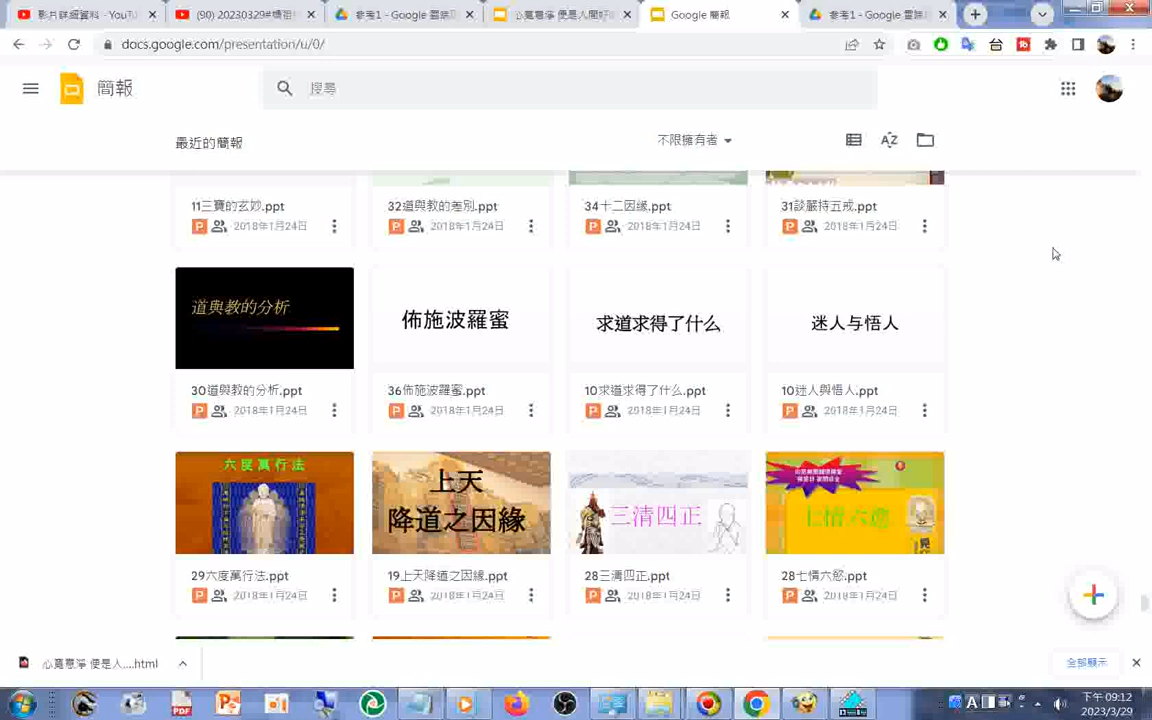 影片詳細資料 - YouT
(90) 20230329#媽祖
參考1 - Google 雲端
心寬意淨 便是人間好
Google 簡報
參考1 - Google 雲端
docs.google.com/presentation/u/0/
簡報
搜尋
最近的簡報
不限擁有者
11三寶的玄妙.ppt
32道與教的差別.ppt
34十二因緣.ppt
31談嚴持五戒.ppt
2018年1月24日
2018年1月24日
2018年1月24日
2018年1月24日
道與教的分析
佈施波羅蜜
求道求得了什么
迷人与悟人
30道與教的分析.ppt
36佈施波羅蜜.ppt
10求道求得了什么.ppt
10迷人與悟人.ppt
2018年1月24日
2018年1月24日
2018年1月24日
2018年1月24日
六度萬行法
上天
降道之因緣
三清四正
29六度萬行法.ppt
19上天降道之因緣.ppt
28三清四正.ppt
28七情六慾.ppt
2018年1月24日
2018年1月24日
2018年1月24日
2018年1月24日
心寬意淨 便是人....html
全部顯示
PDF
A
下午 09:12
2023/3/29